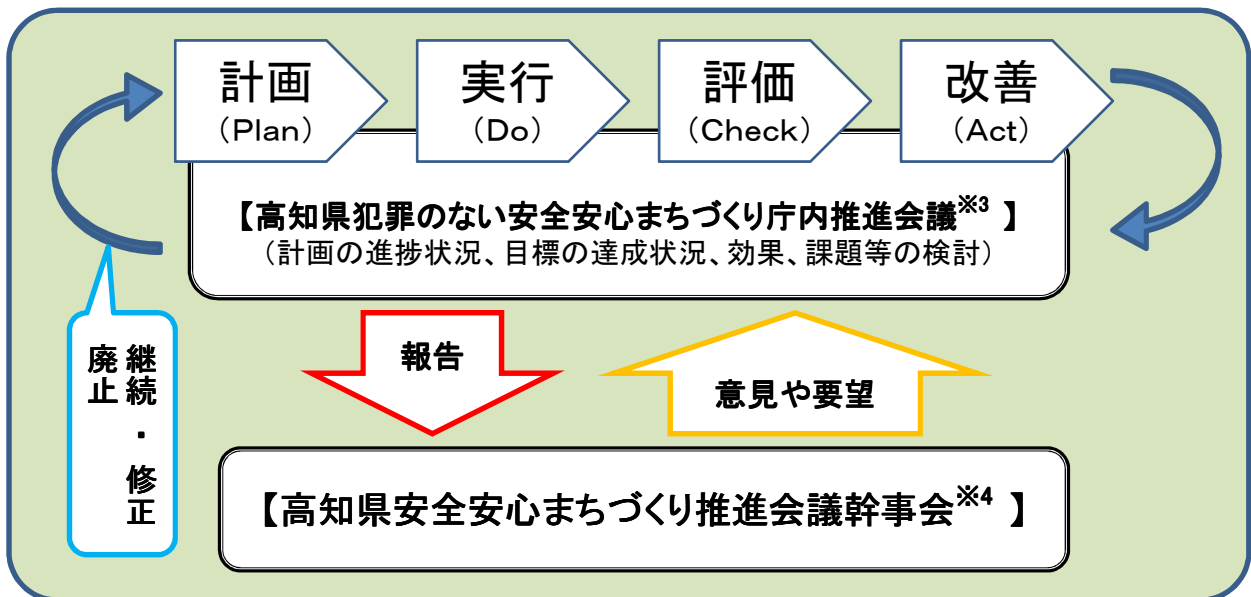 計画
（Plan）
実行
（Do）
評価
（Check）
改善
（Act）
【高知県犯罪のない安全安心まちづくり庁内推進会議※3 】
（計画の進捗状況、目標の達成状況、効果、課題等の検討）
継続・修正
廃止
報告
意見や要望
【高知県安全安心まちづくり推進会議幹事会※4 】